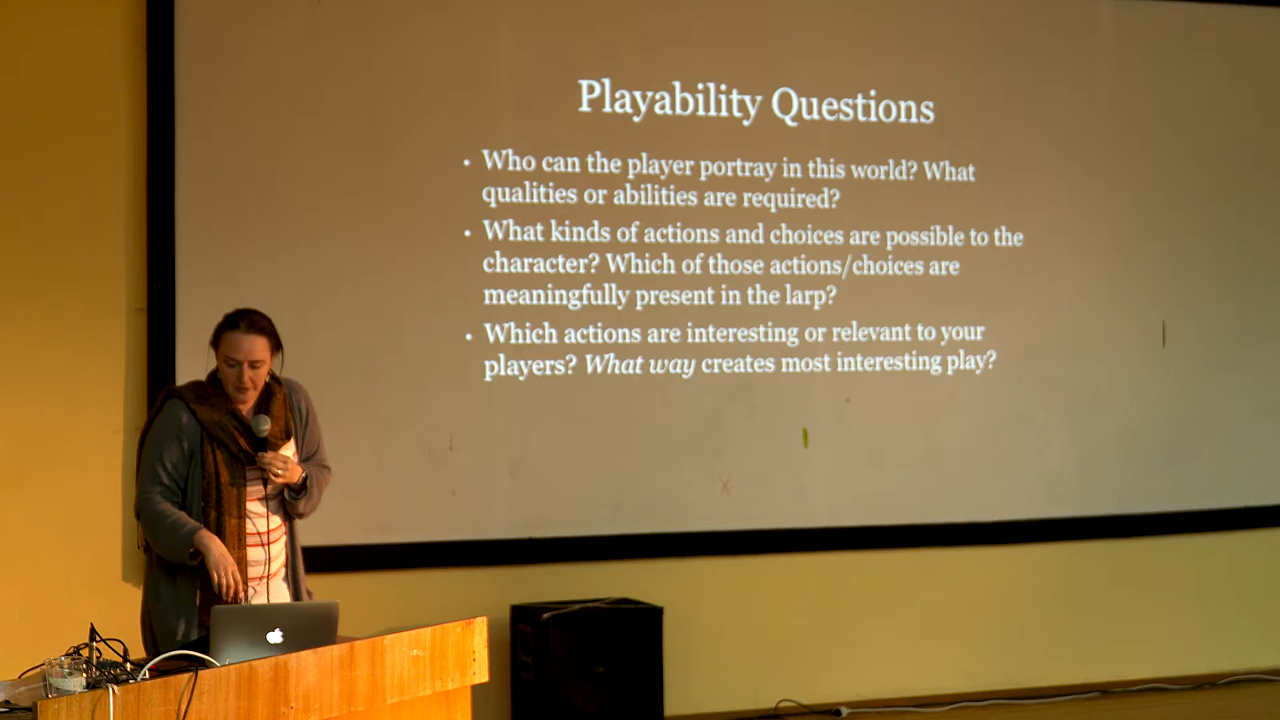 Playability Questions
• Who can the player portray in this world? What
qualities or abilities are required?
• What kinds of actions and choices are possible to the
character? Which of those actions/choices are
meaningfully present in the larp?
• Which actions are interesting or relevant to your
players? What way creates most interesting play?